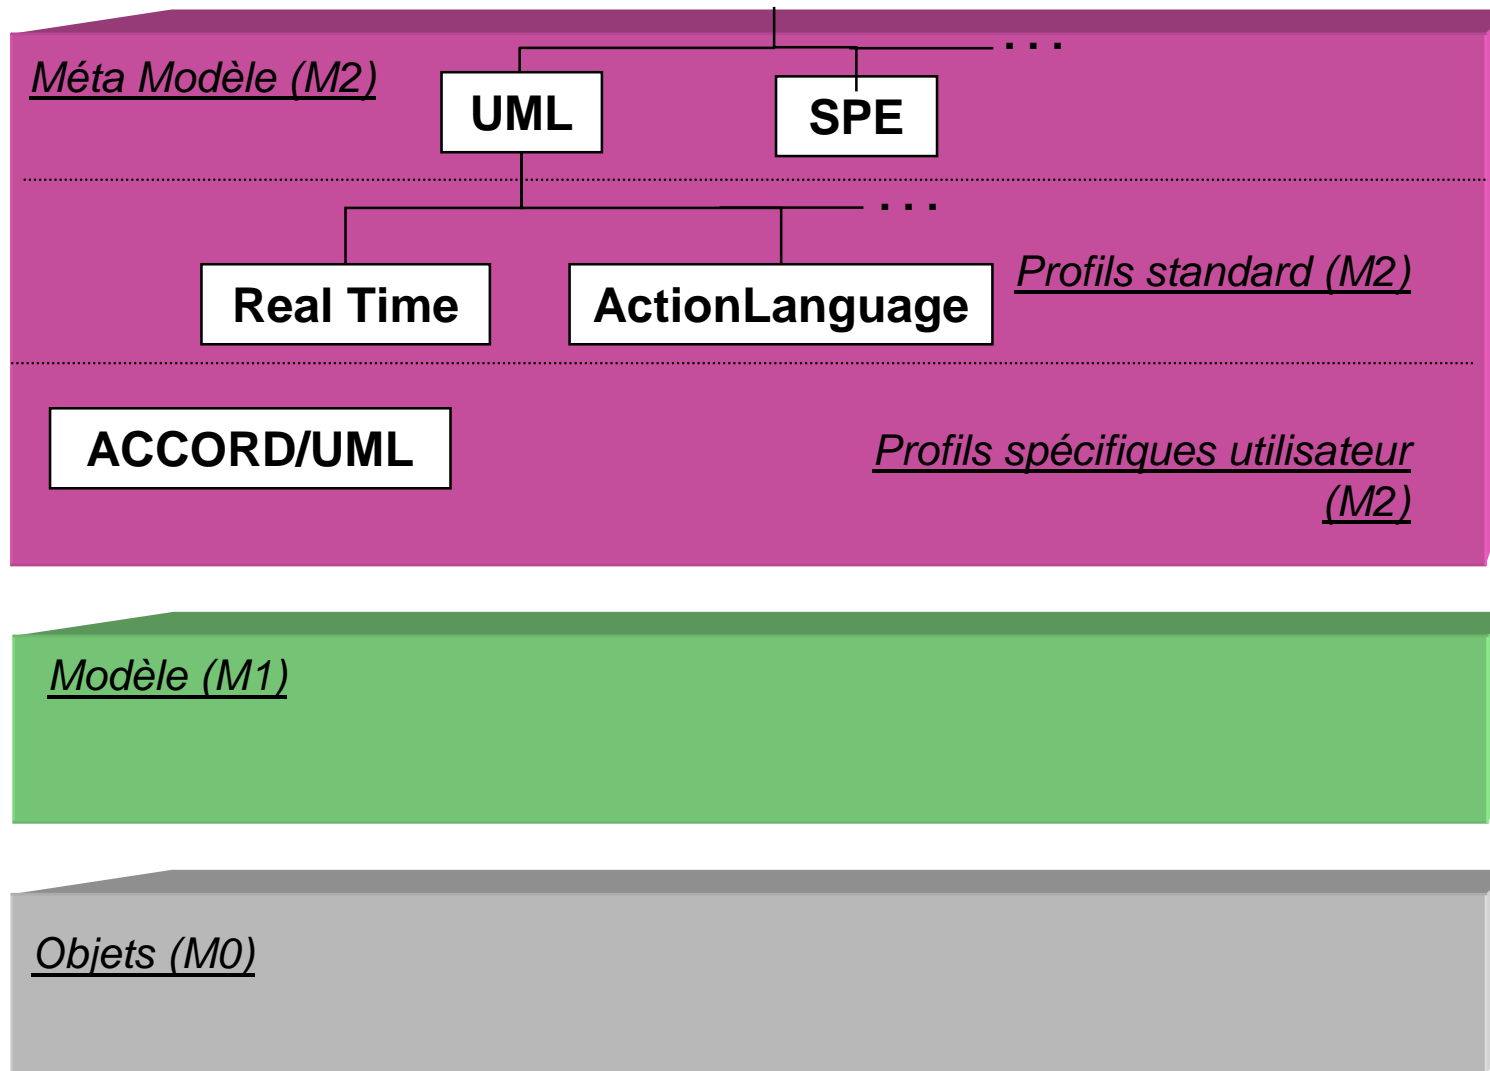 . . .
Méta Modèle (M2)
UML
SPE
. . .
Real Time
ActionLanguage
Profils standard (M2)
ACCORD/UML
Profils spécifiques utilisateur
(M2)
Modèle (M1)
Objets (M0)